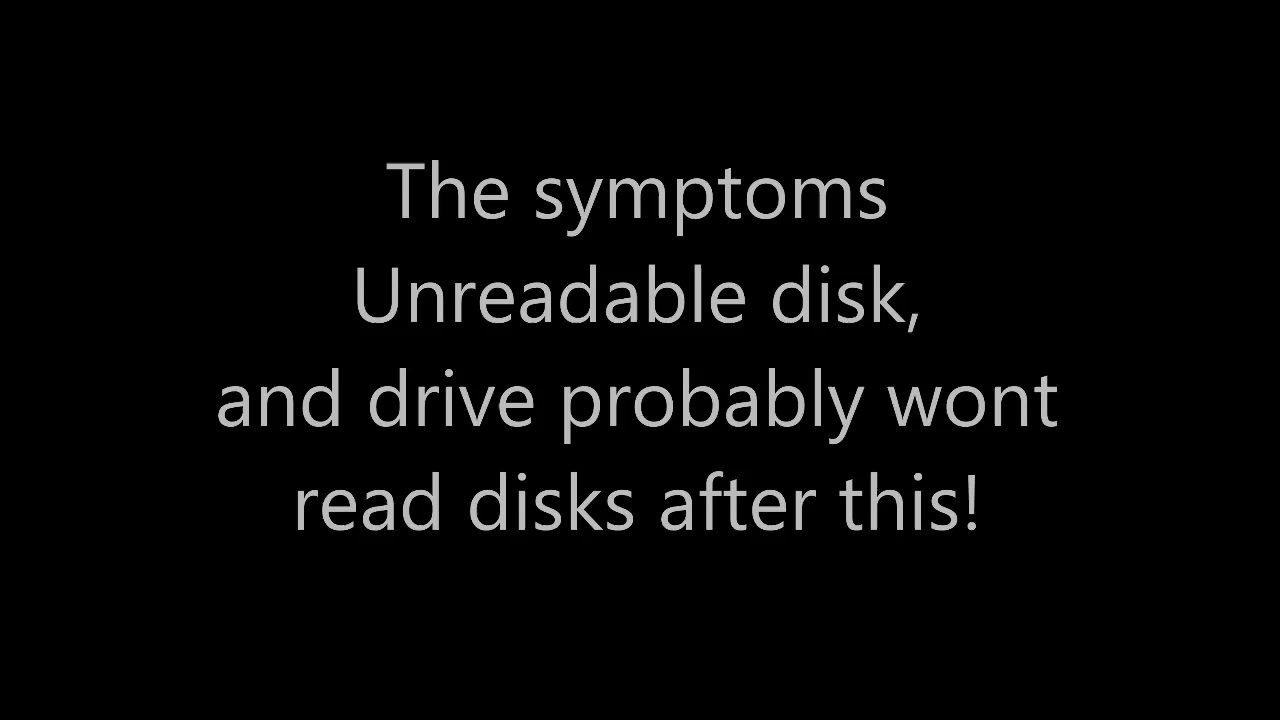 The symptoms
Unreadable disk,
and drive probably wont
read disks after this!